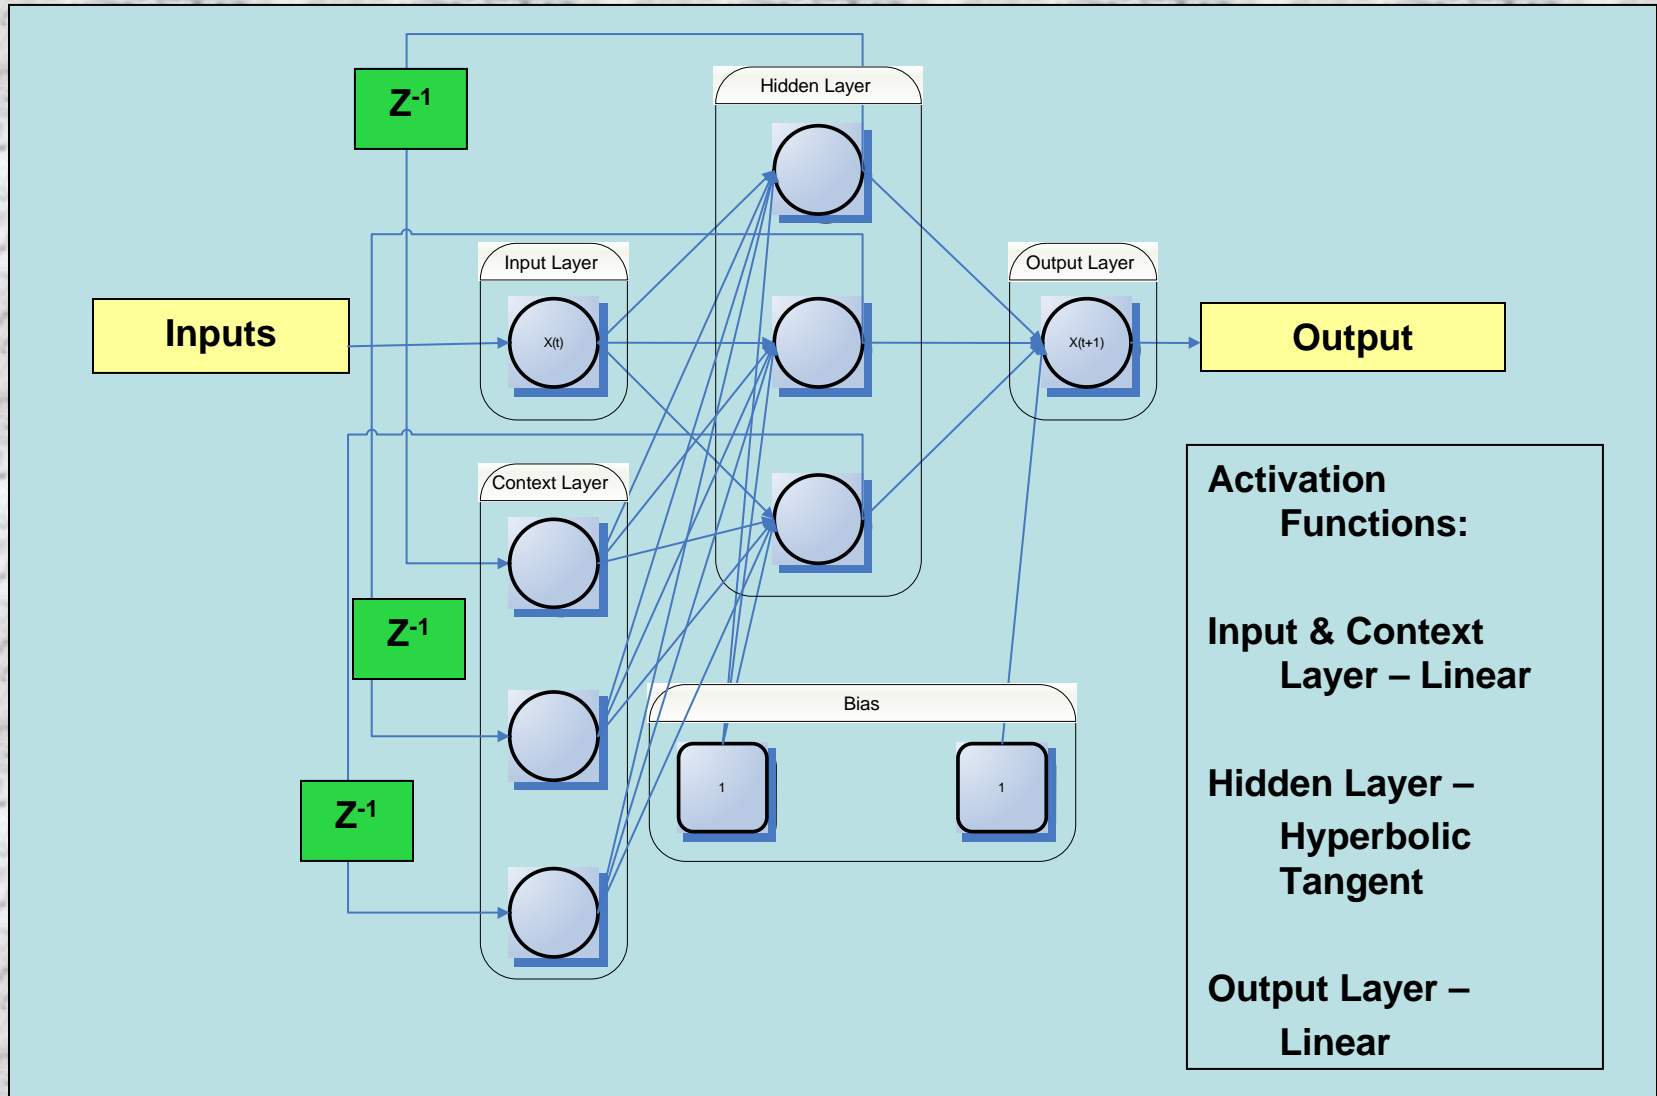 Z-1
Hidden Layer
Input Layer
Output Layer
Inputs
X(t)
X(t+1)
Output
Context Layer
Z-1
Z-1
Bias
1
1
Activation
Functions:
Input & Context
Layer – Linear
Hidden Layer –
Hyperbolic
Tangent
Output Layer –
Linear